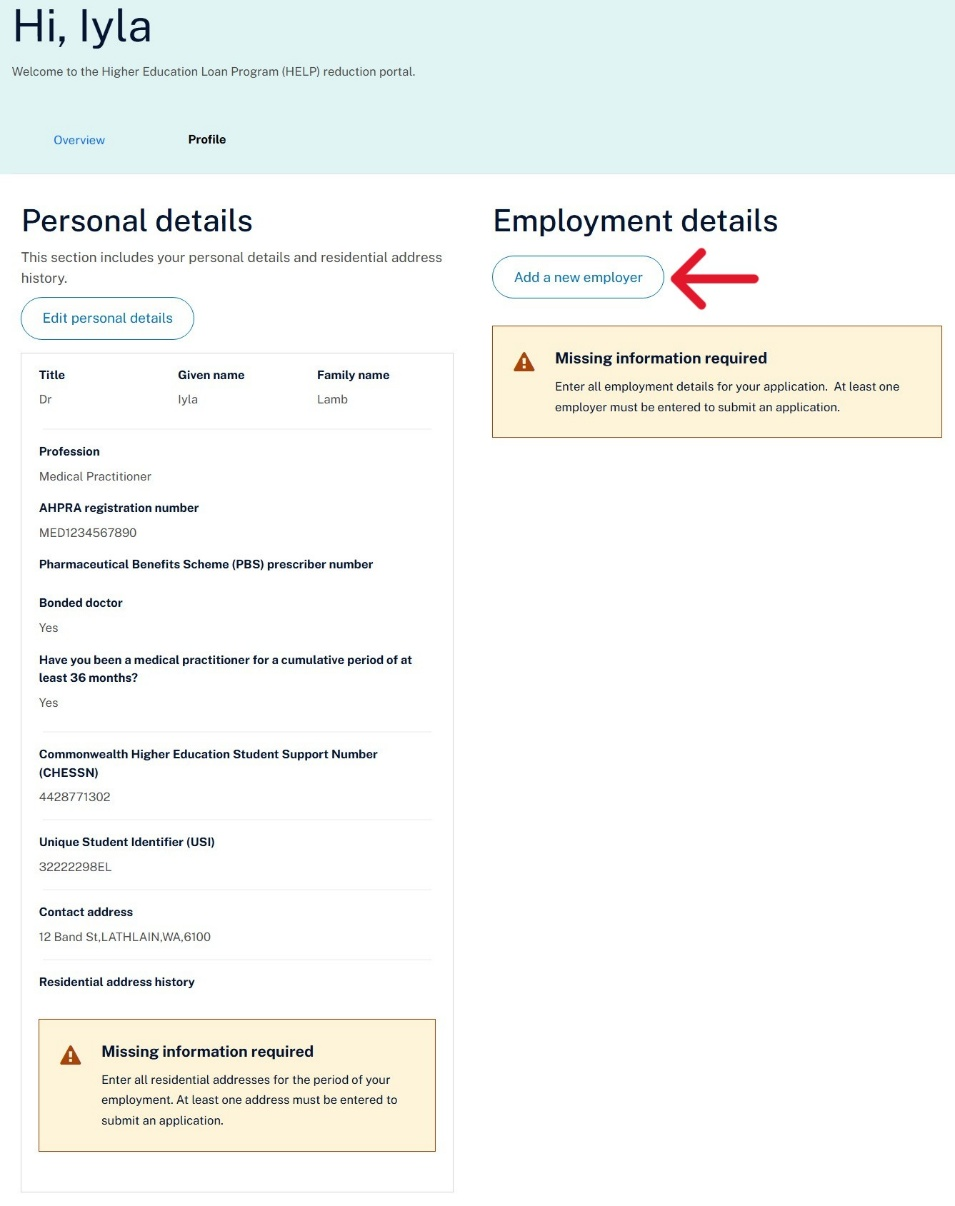 Hi, Iyla
Welcome to the Higher Education Loan Program (HELP) reduction portal.
Overview
Profile
Personal details
This section includes your personal details and residential address
history.
Edit personal details
Title
Given name
Family name
Dr
Iyla
Lamb
Profession
Medical Practitioner
AHPRA registration number
MED1234567890
Pharmaceutical Benefits Scheme (PBS) prescriber number
Bonded doctor
Yes
Have you been a medical practitioner for a cumulative period of at
least 36 months?
Yes
Commonwealth Higher Education Student Support Number
(CHESSN)
4428771302
Unique Student Identifier (USI)
32222298EL
Contact address
12 Band St,LATHLAIN,WA,6100
Residential address history
Missing information required
Enter all residential addresses for the period of your
employment. At least one address must be entered to
submit an application.
Employment details
Add a new employer
Missing information required
Enter all employment details for your application.  At least one
employer must be entered to submit an application.